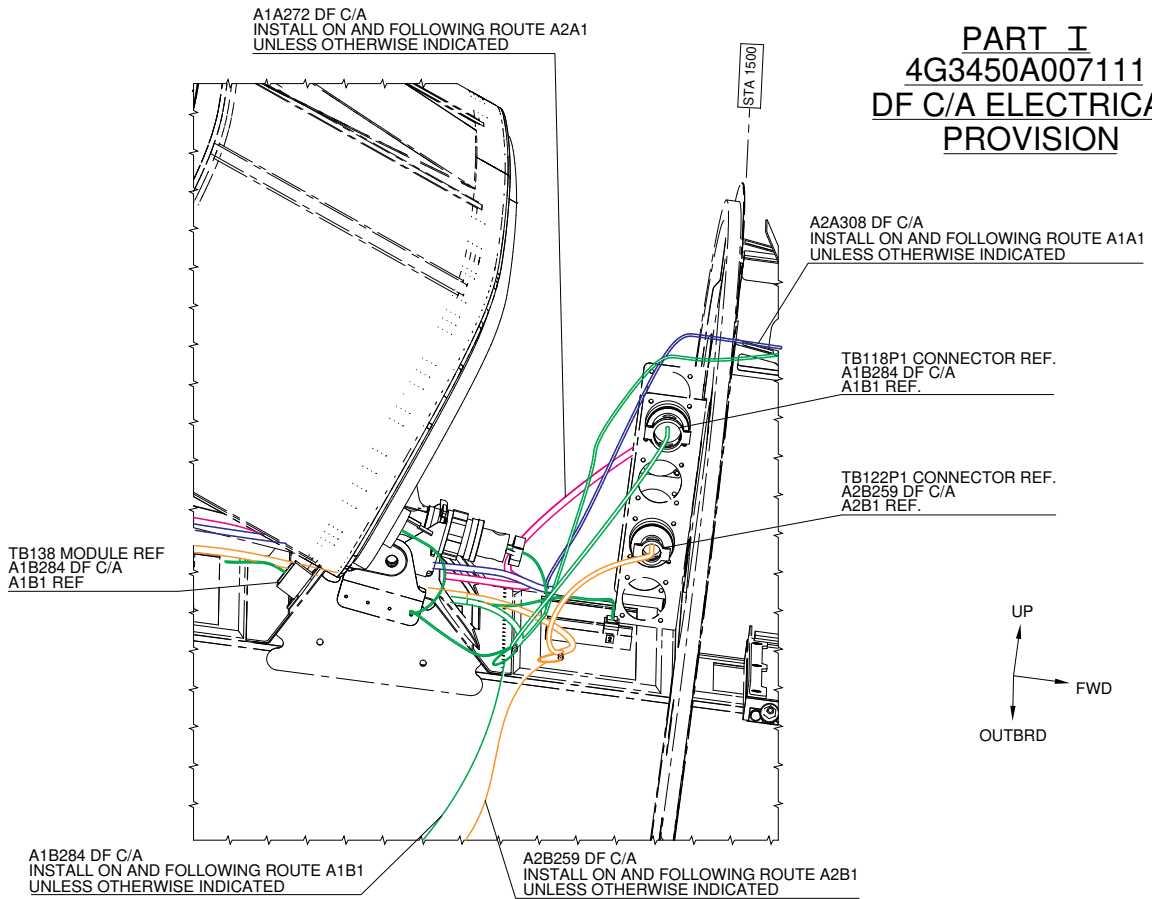 A1A272 DF C/A
INSTALL ON AND FOLLOWING ROUTE A2A1
UNLESS OTHERWISE INDICATED
STA 1500
PART I
4G3450A007111
DF C/A ELECTRICA
PROVISION
A2A308 DF C/A
INSTALL ON AND FOLLOWING ROUTE A1A1
UNLESS OTHERWISE INDICATED
TB118P1 CONNECTOR REF.
A1B284 DF C/A
A1B1 REF.
TB122P1 CONNECTOR REF.
A2B259 DF C/A
A2B1 REF.
TB138 MODULE REF
A1B284 DF C/A
A1B1 REF
UP
FWD
OUTBRD
A1B284 DF C/A
INSTALL ON AND FOLLOWING ROUTE A1B1
UNLESS OTHERWISE INDICATED
A2B259 DF C/A
INSTALL ON AND FOLLOWING ROUTE A2B1
UNLESS OTHERWISE INDICATED